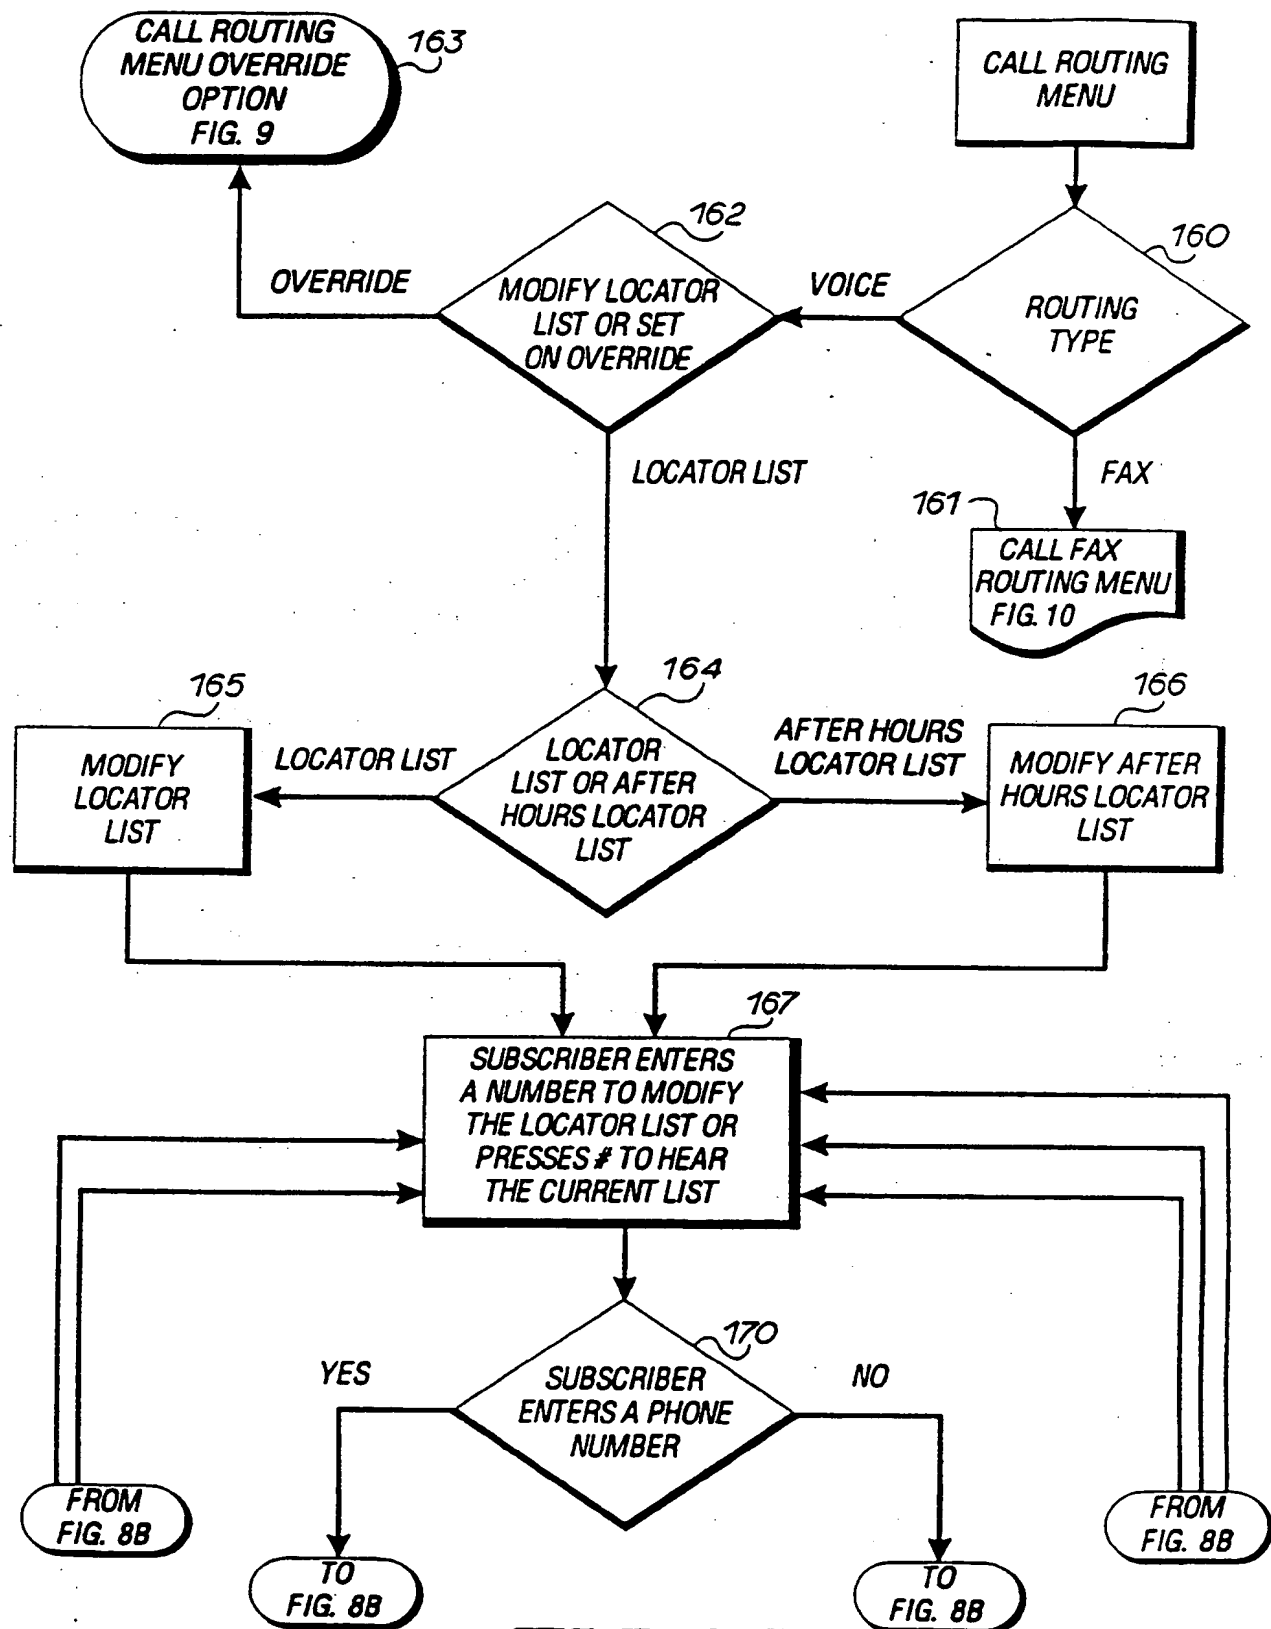 CALL ROUTING
MENU OVERRIDE
OPTION
FIG. 9
163
CALL ROUTING
MENU
162
160
OVERRIDE
MODIFY LOCATOR
LIST OR SET
ON OVERRIDE
VOICE
ROUTING
TYPE
LOCATOR LIST
FAX
161
CALL FAX
ROUTING MENU
FIG. 10
164
165
166
MODIFY
LOCATOR
LIST
LOCATOR LIST
LOCATOR
LIST OR AFTER
HOURS LOCATOR
LIST
AFTER HOURS
LOCATOR LIST
MODIFY AFTER
HOURS LOCATOR
LIST
167
SUBSCRIBER ENTERS
A NUMBER TO MODIFY
THE LOCATOR LIST OR
PRESSES # TO HEAR
THE CURRENT LIST
170
YES
SUBSCRIBER
ENTERS A PHONE
NUMBER
NO
FROM
FIG. 8B
TO
FIG. 8B
TO
FIG. 8B
FROM
FIG. 8B